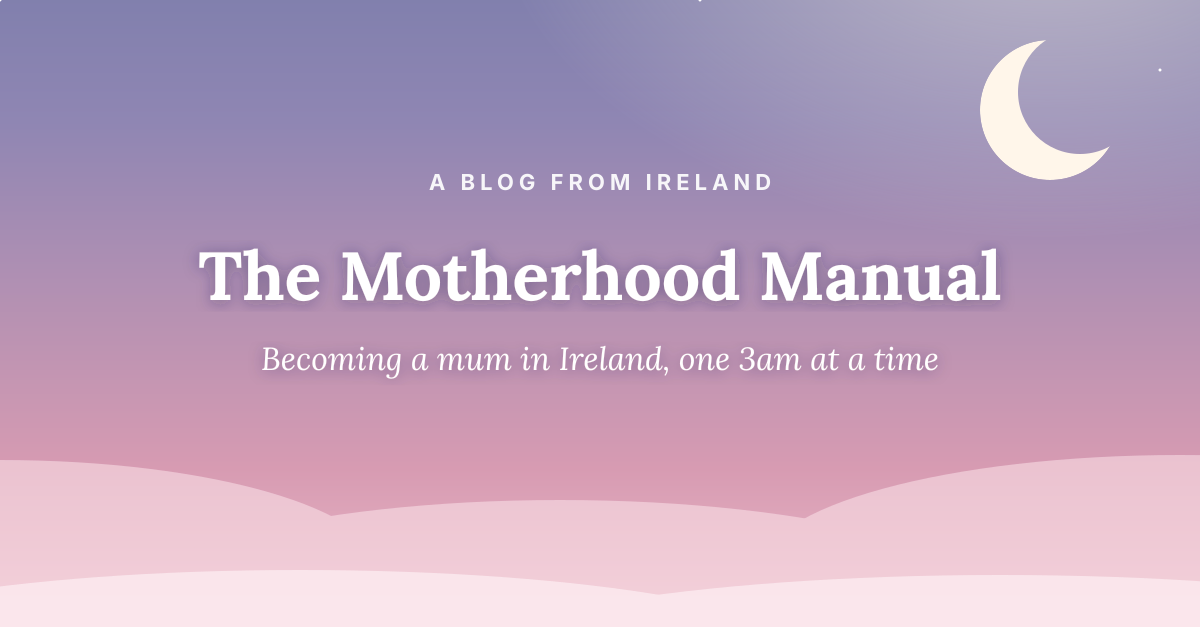 A BLOG FROM IRELAND
The Motherhood Manual
Becoming a mum in Ireland, one 3am at a time